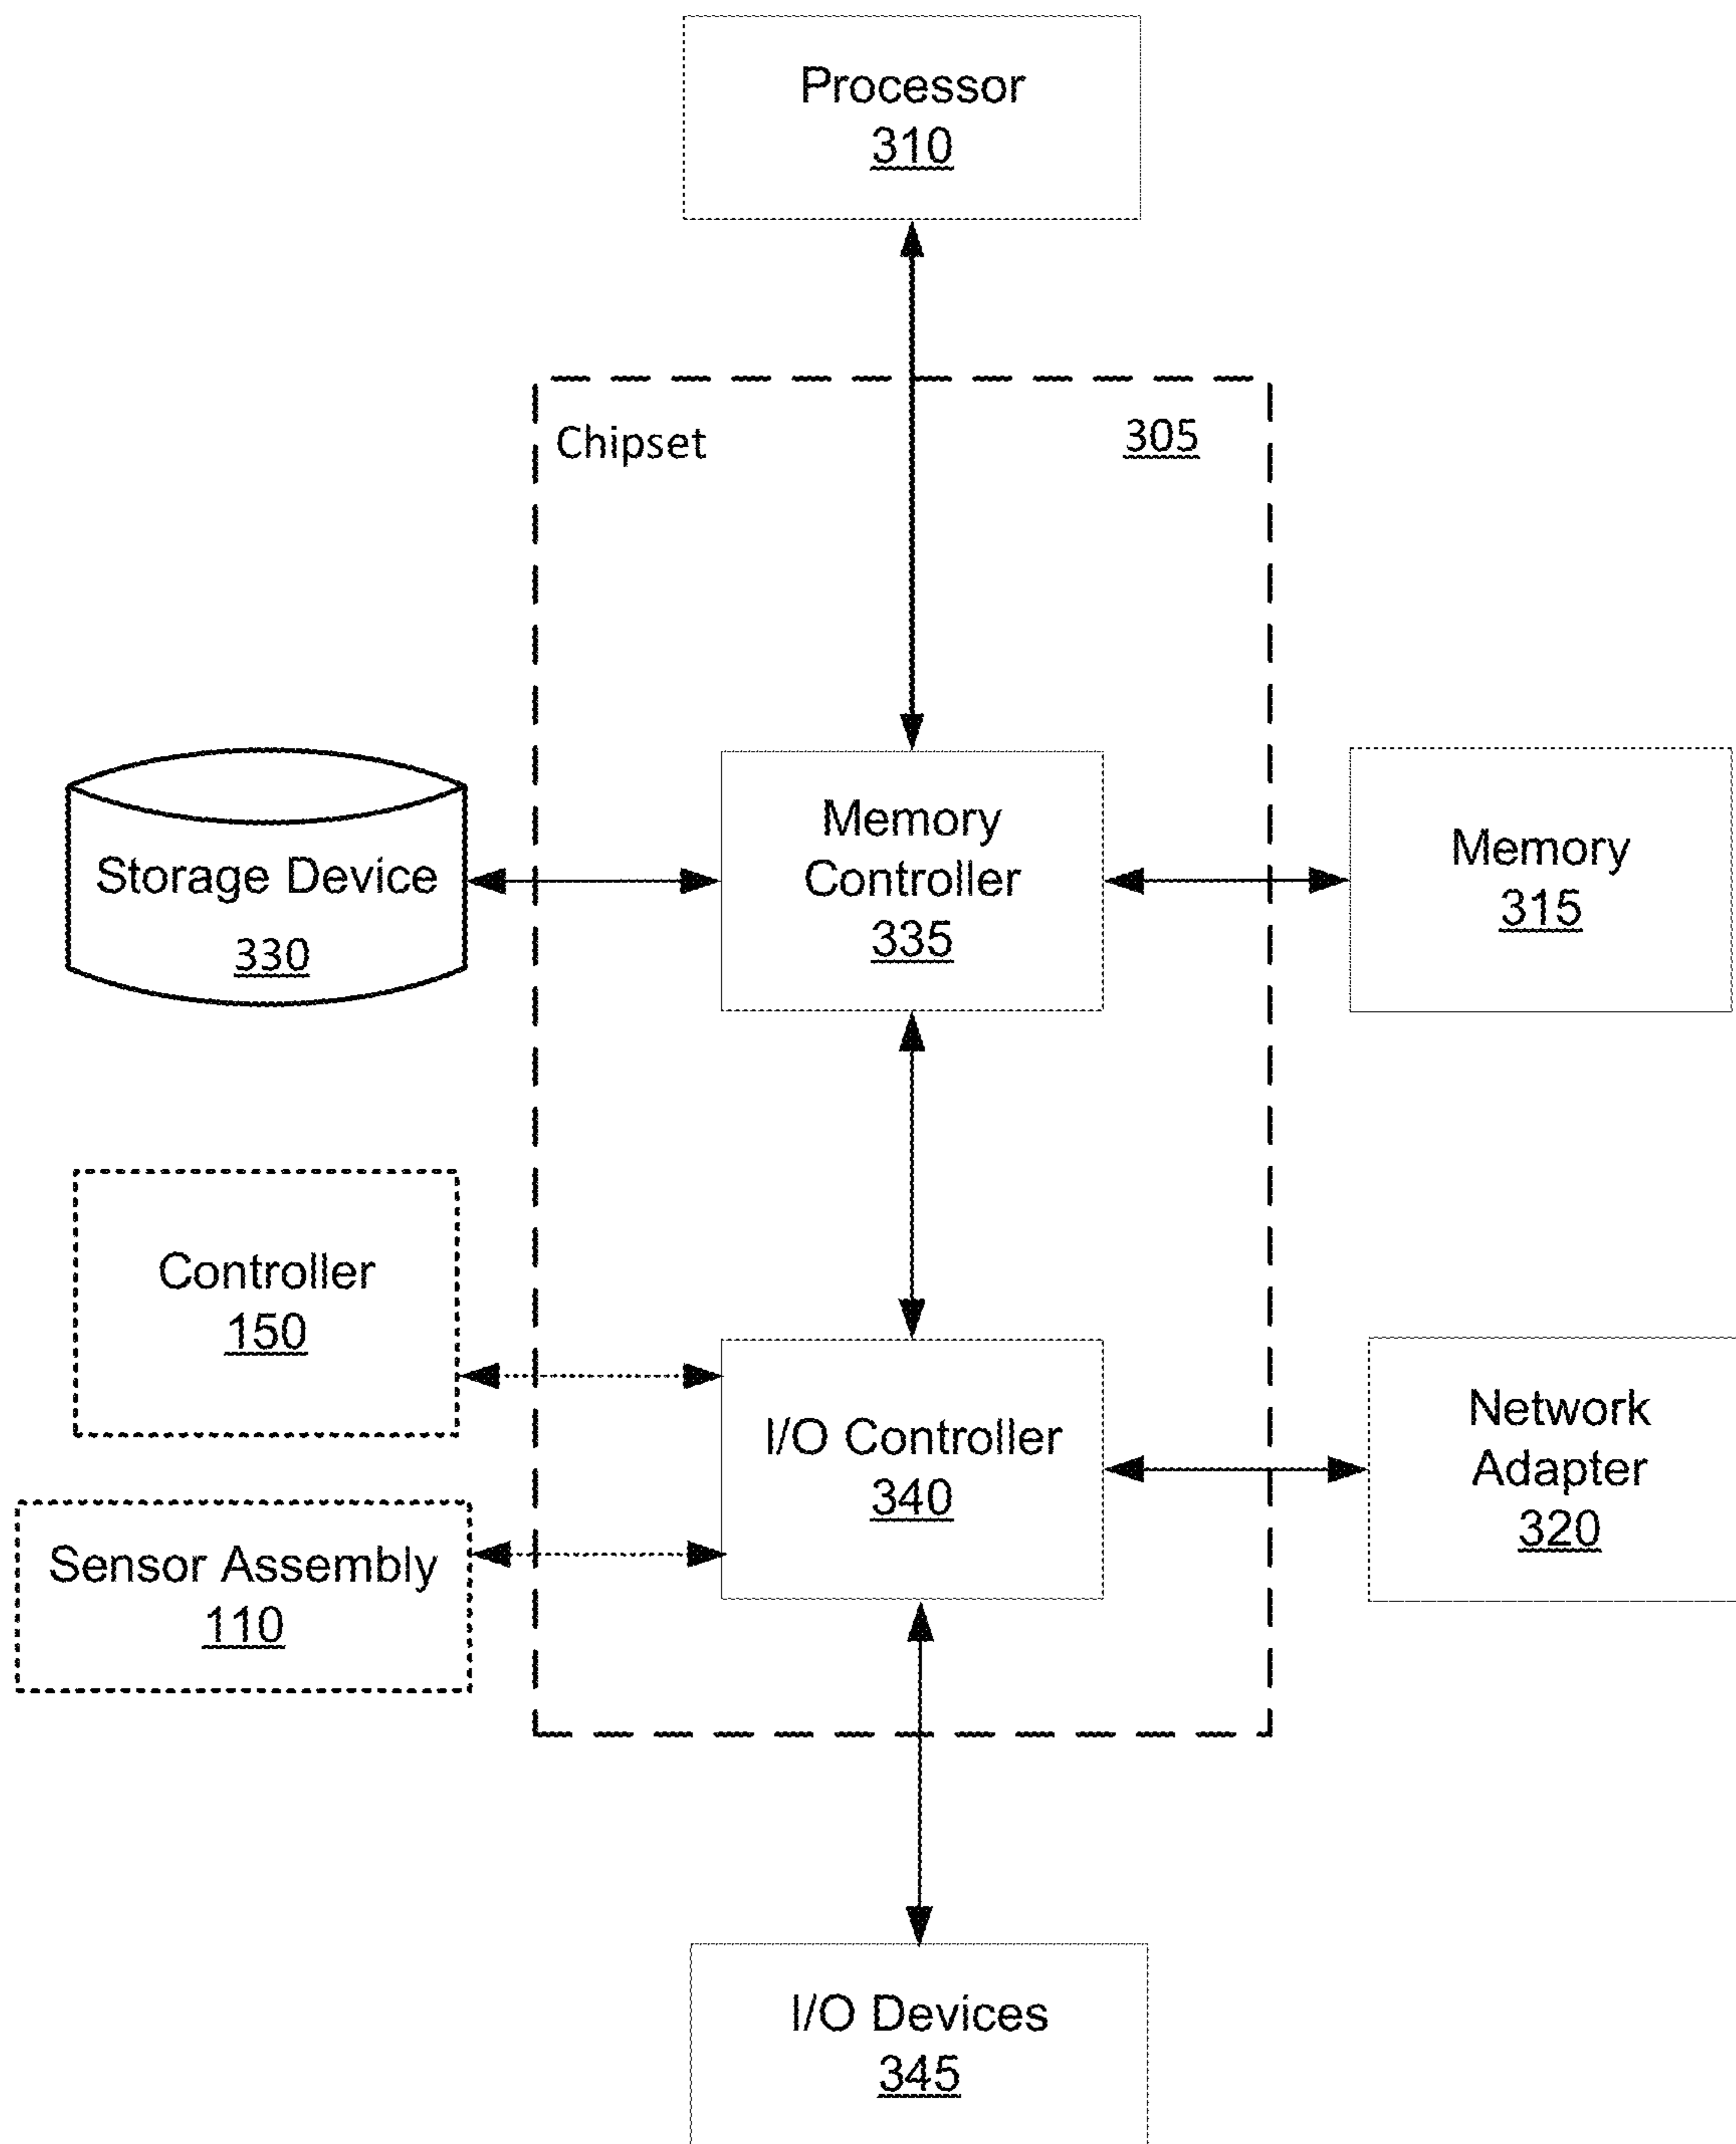 Processor
310
Chipset
305
Storage Device
330
Memory
Controller
335
Memory
315
Controller
150
I/O Controller
340
Network
Adapter
320
Sensor Assembly
110
I/O Devices
345